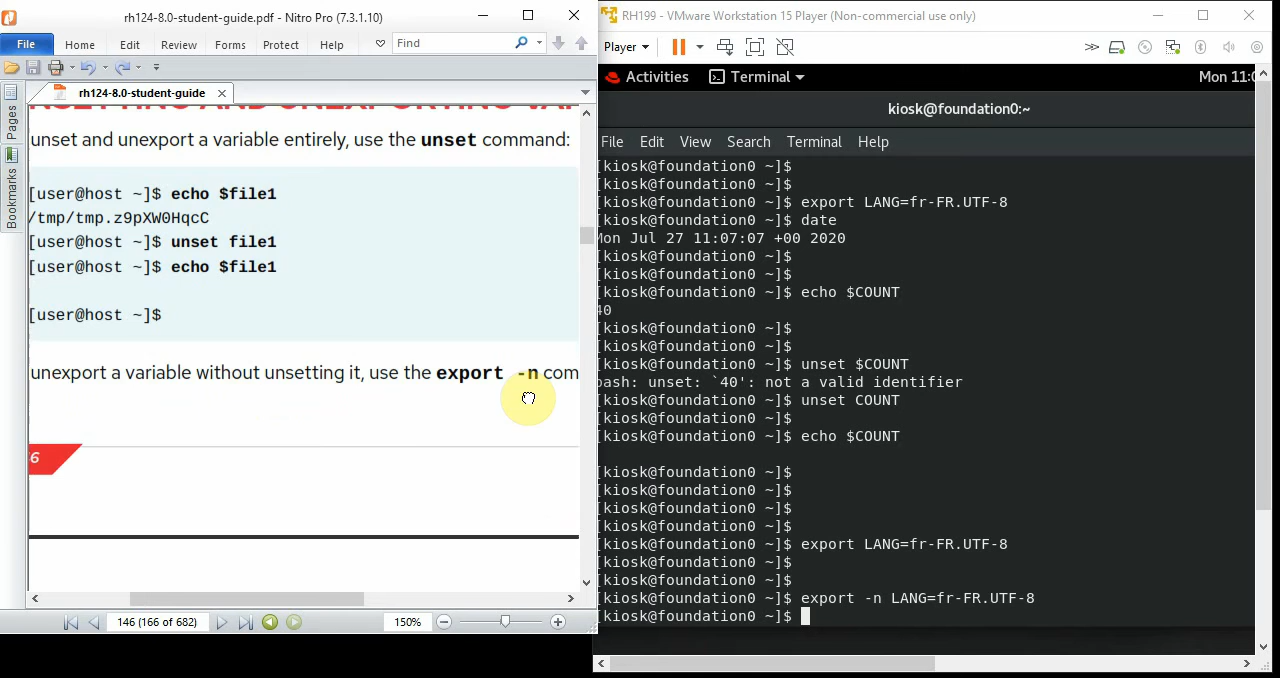 rh124-8.0-student-guide.pdf - Nitro Pro (7.3.1.10)
File Home Edit Review Forms Protect Help Find
rh124-8.0-student-guide
Pages
Bookmarks
unset and unexport a variable entirely, use the unset command:
[user@host ~]$ echo $file1
/tmp/tmp.z9pXW0HqcC
[user@host ~]$ unset file1
[user@host ~]$ echo $file1
[user@host ~]$
unexport a variable without unsetting it, use the export -n com
6
146 (166 of 682)
150%
RH199 - VMware Workstation 15 Player (Non-commercial use only)
Player
Activities Terminal Mon 11:0
kiosk@foundation0:~
File Edit View Search Terminal Help
[kiosk@foundation0 ~]$
[kiosk@foundation0 ~]$
[kiosk@foundation0 ~]$ export LANG=fr-FR.UTF-8
[kiosk@foundation0 ~]$ date
Mon Jul 27 11:07:07 +00 2020
[kiosk@foundation0 ~]$
[kiosk@foundation0 ~]$
[kiosk@foundation0 ~]$ echo $COUNT
40
[kiosk@foundation0 ~]$
[kiosk@foundation0 ~]$
[kiosk@foundation0 ~]$ unset $COUNT
bash: unset: `40': not a valid identifier
[kiosk@foundation0 ~]$ unset COUNT
[kiosk@foundation0 ~]$
[kiosk@foundation0 ~]$ echo $COUNT
[kiosk@foundation0 ~]$
[kiosk@foundation0 ~]$
[kiosk@foundation0 ~]$
[kiosk@foundation0 ~]$ export LANG=fr-FR.UTF-8
[kiosk@foundation0 ~]$
[kiosk@foundation0 ~]$
[kiosk@foundation0 ~]$ export -n LANG=fr-FR.UTF-8
[kiosk@foundation0 ~]$